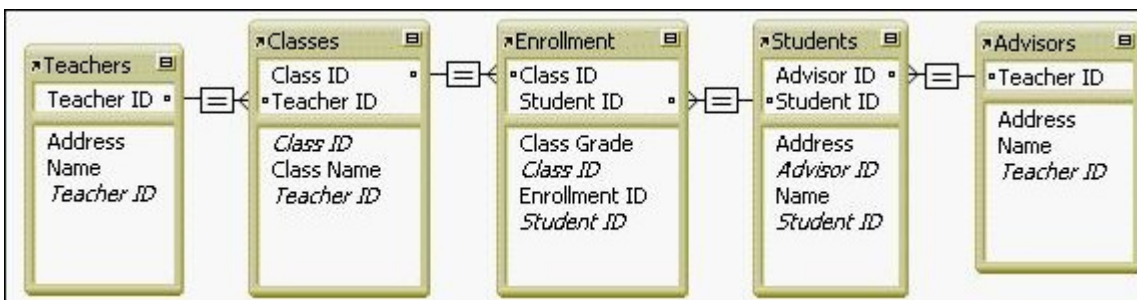 Teachers
Teacher ID
Address
Name
Teacher ID
Classes
Class ID
Teacher ID
Class ID
Class Name
Teacher ID
Enrollment
Class ID
Student ID
Class Grade
Class ID
Enrollment ID
Student ID
Students
Advisor ID
Student ID
Address
Advisor ID
Name
Student ID
Advisors
Teacher ID
Address
Name
Teacher ID